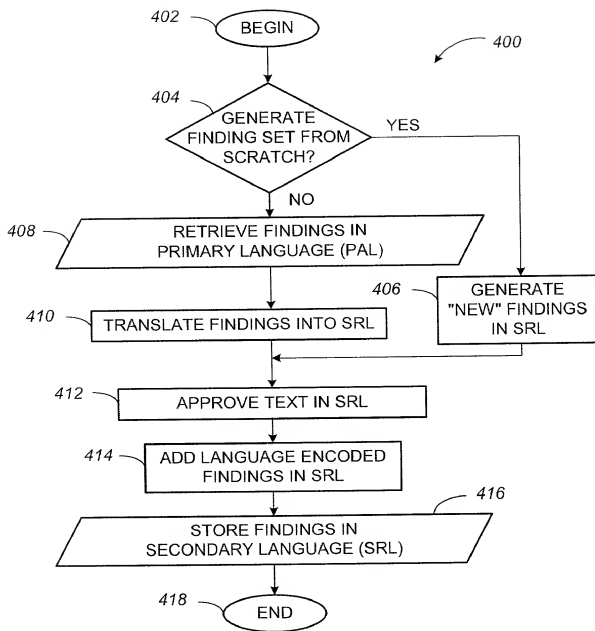 402
BEGIN
400
404
GENERATE
FINDING SET FROM
SCRATCH?
YES
NO
408
RETRIEVE FINDINGS IN
PRIMARY LANGUAGE (PAL)
406
GENERATE
"NEW" FINDINGS
IN SRL
410
TRANSLATE FINDINGS INTO SRL
412
APPROVE TEXT IN SRL
414
ADD LANGUAGE ENCODED
FINDINGS IN SRL
416
STORE FINDINGS IN
SECONDARY LANGUAGE (SRL)
418
END